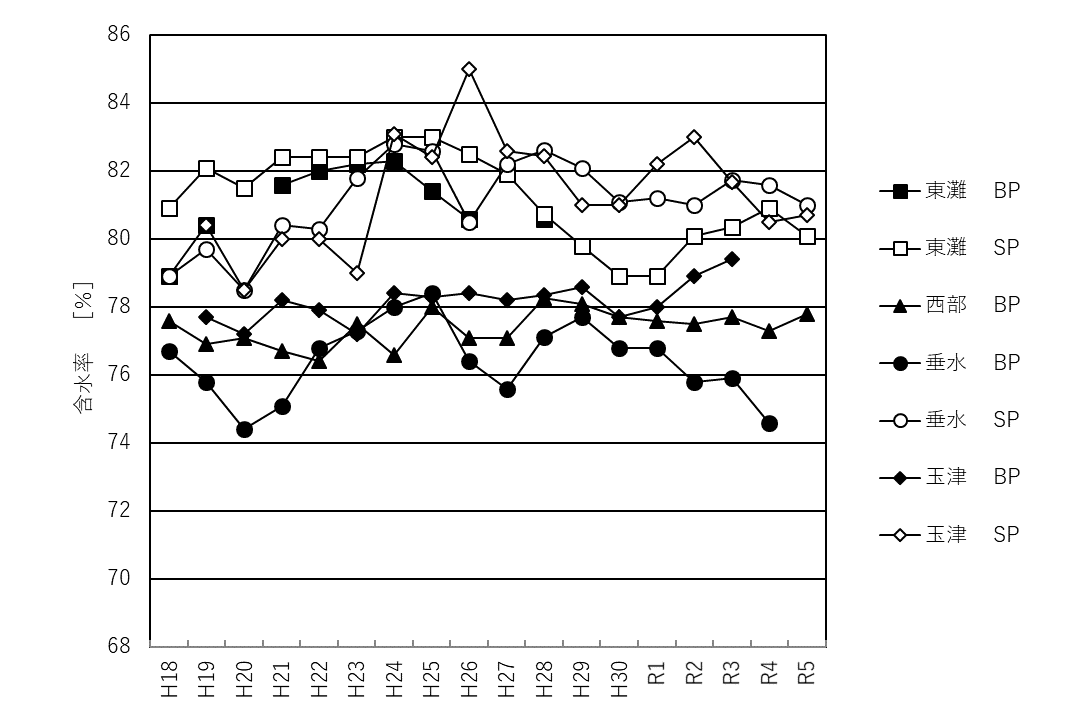 86
84
82
80
78
76
74
72
70
68
含水率 [%]
H18
H19
H20
H21
H22
H23
H24
H25
H26
H27
H28
H29
H30
R1
R2
R3
R4
R5
東灘 BP
東灘 SP
西部 BP
垂水 BP
垂水 SP
玉津 BP
玉津 SP